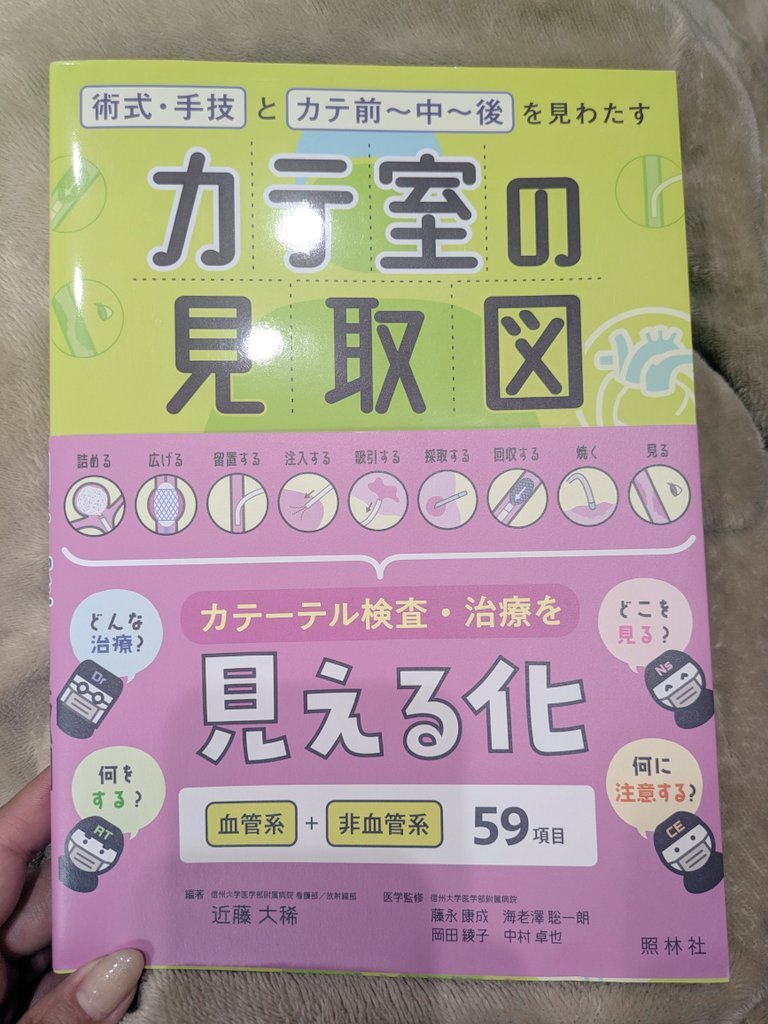 術式・手技 と カテ前～中～後 を見わたす
カテ室の
見取図
詰める 広げる 留置する 注入する 吸引する 採取する 回収する 焼く 見る
カテーテル検査・治療を
見える化
どんな
治療?
Dr
どこを
見る?
Ns
何を
する?
RT
何に
注意する?
CE
血管系 + 非血管系 59項目
編著 信州大学医学部附属病院 看護部／放射線部
近藤 大稀
医学監修 信州大学医学部附属病院
藤永 康成 海老澤 聡一朗
岡田 綾子 中村 卓也
照林社